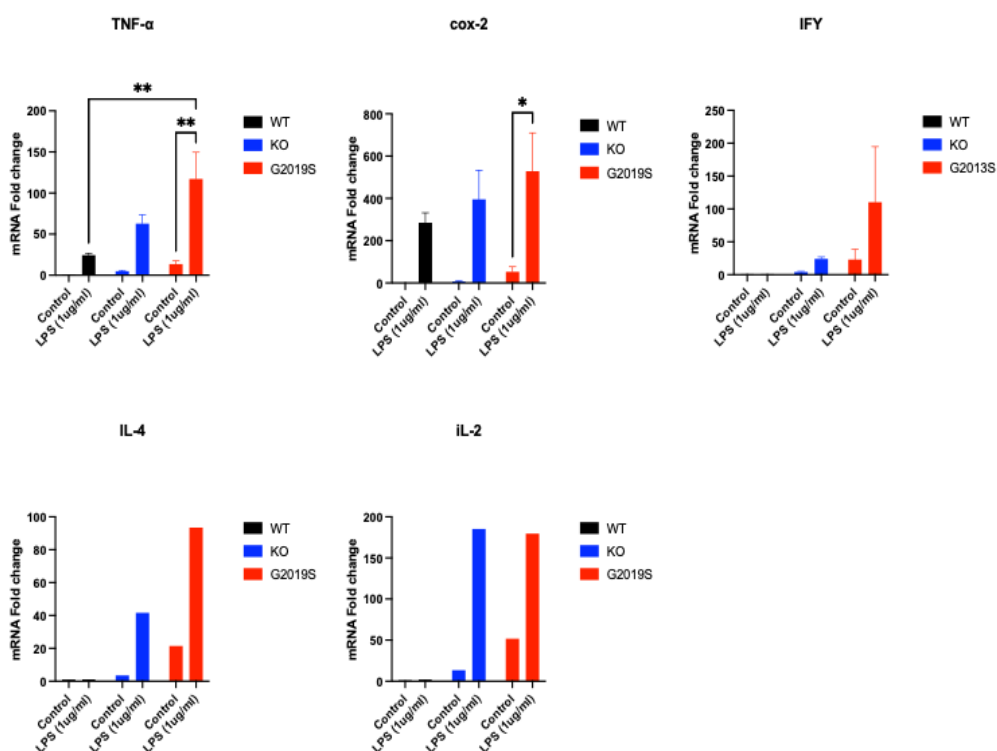 TNF-α
mRNA Fold change
200
150
100
50
0
**
**
Control
LPS (1ug/ml)
Control
LPS (1ug/ml)
Control
LPS (1ug/ml)
WT
KO
G2019S
cox-2
mRNA Fold change
800
600
400
200
0
*
Control
LPS (1ug/ml)
Control
LPS (1ug/ml)
Control
LPS (1ug/ml)
WT
KO
G2019S
IFY
mRNA Fold change
250
200
150
100
50
0
Control
LPS (1ug/ml)
Control
LPS (1ug/ml)
Control
LPS (1ug/ml)
WT
KO
G2013S
IL-4
mRNA Fold change
100
80
60
40
20
0
Control
LPS (1ug/ml)
Control
LPS (1ug/ml)
Control
LPS (1ug/ml)
WT
KO
G2019S
iL-2
mRNA Fold change
200
150
100
50
0
Control
LPS (1ug/ml)
Control
LPS (1ug/ml)
Control
LPS (1ug/ml)
WT
KO
G2019S